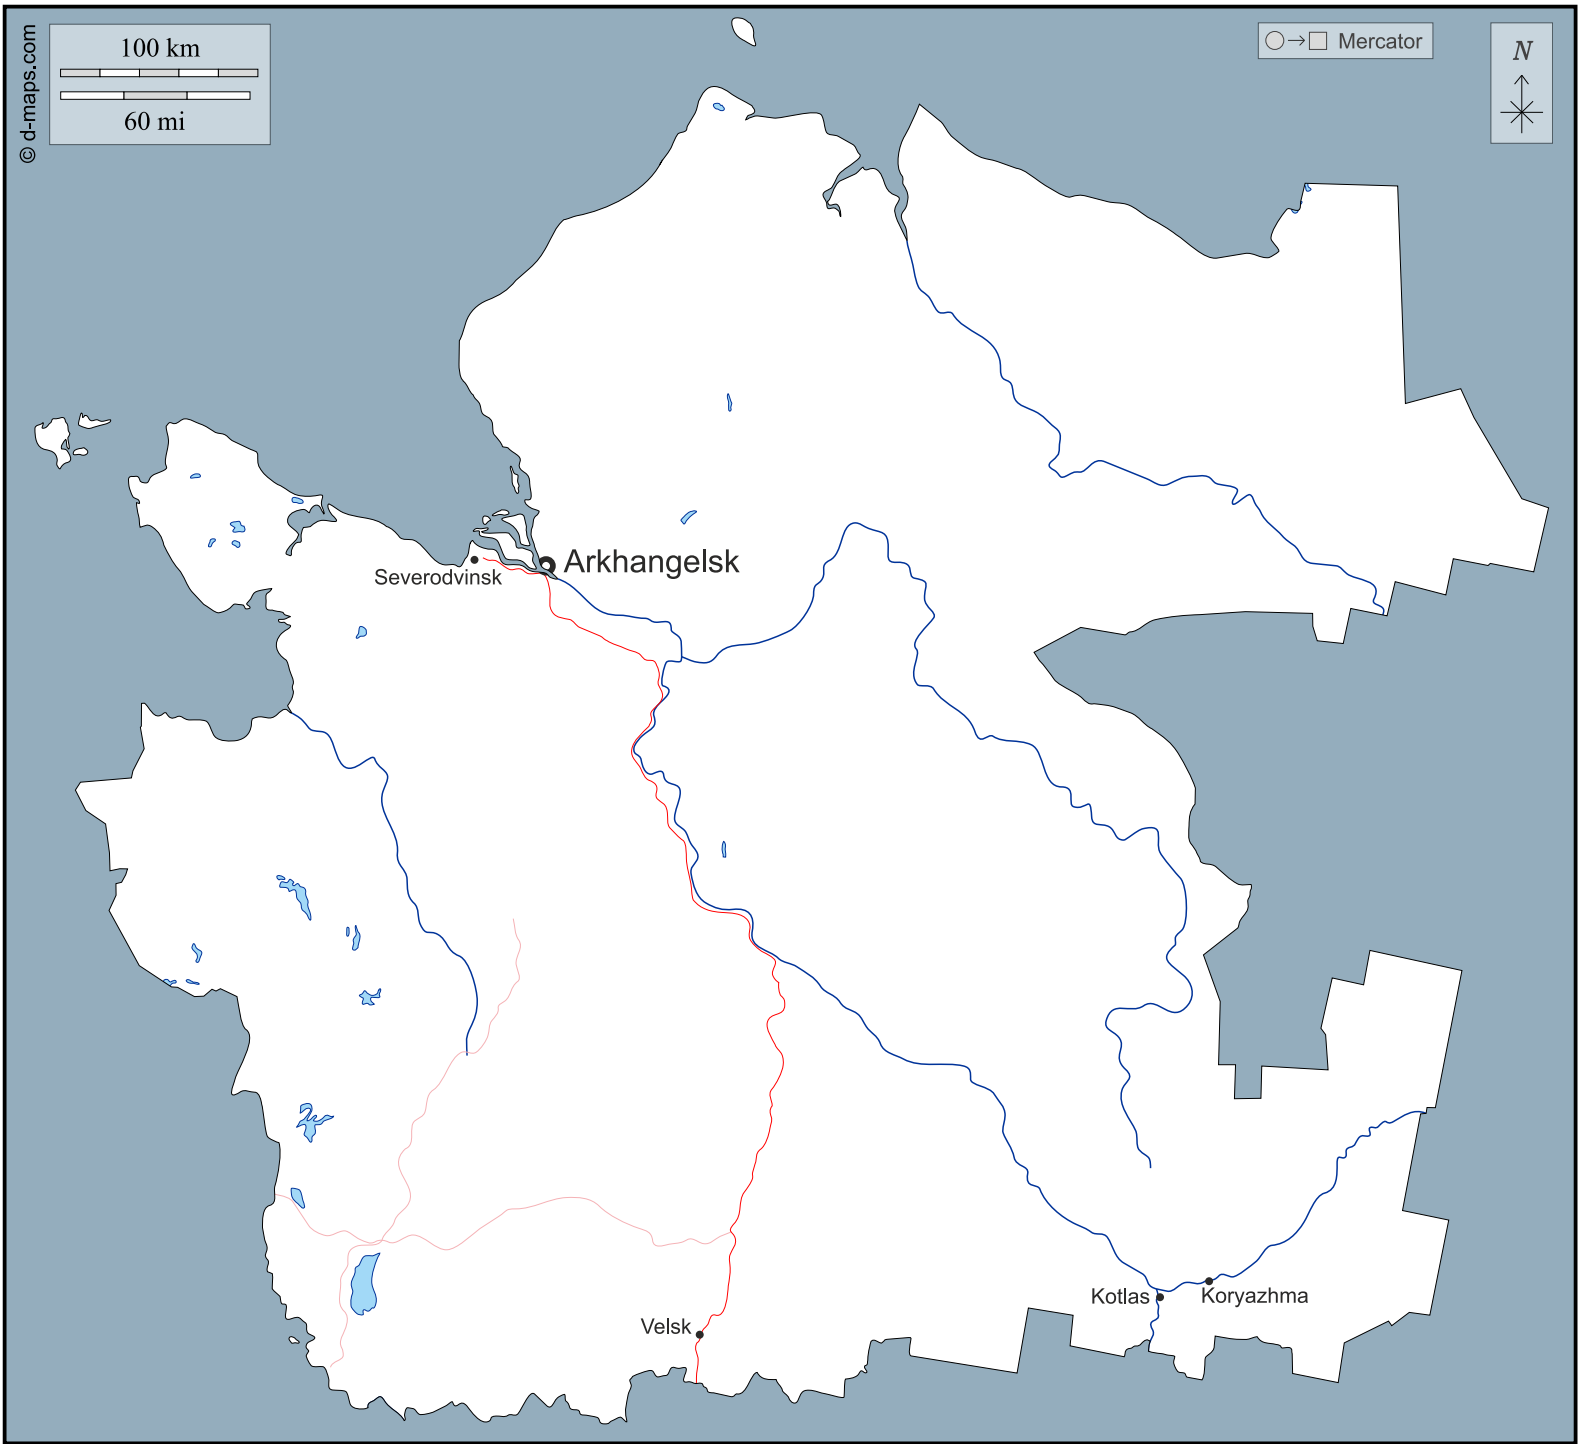 © d-maps.com
100 km
60 mi
Mercator
N
Arkhangelsk
Severodvinsk
Kotlas
Koryazhma
Velsk